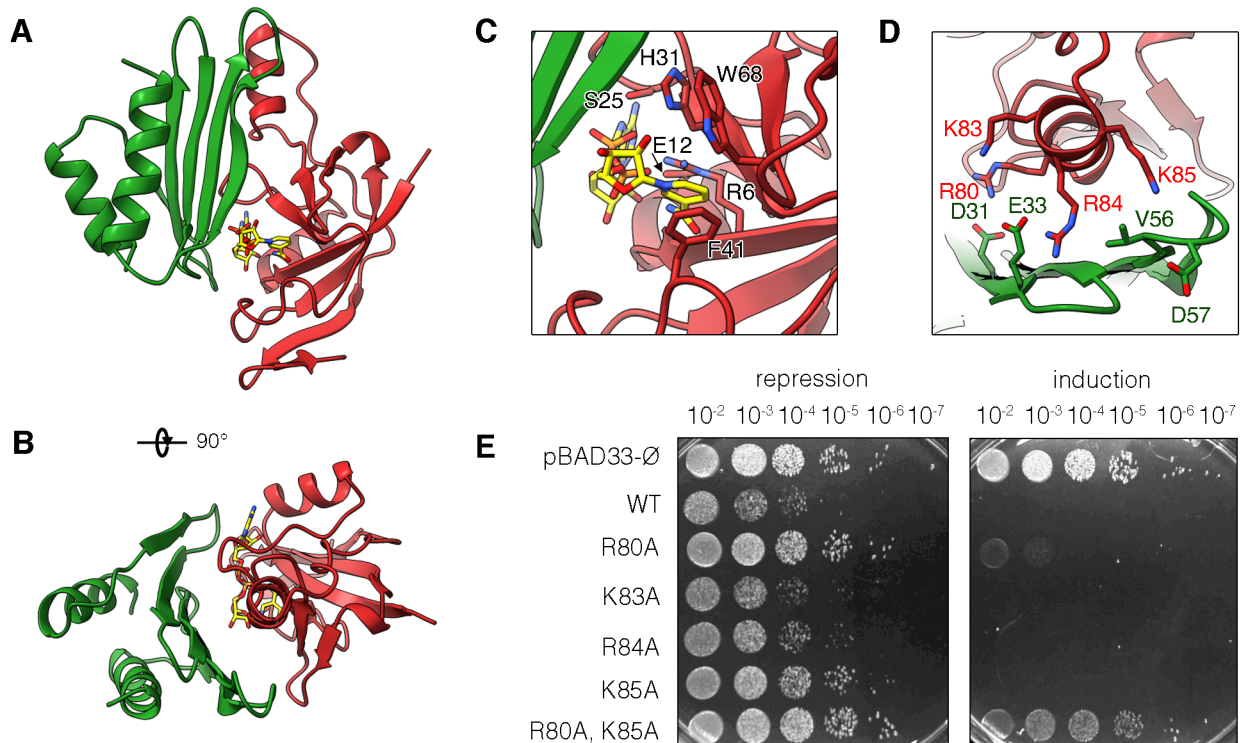 A
B
90°
C
H31
W68
S25
E12
R6
F41
D
K83
K85
R80
D31
E33
R84
V56
D57
E
repression
induction
10⁻² 10⁻³ 10⁻⁴ 10⁻⁵ 10⁻⁶ 10⁻⁷
10⁻² 10⁻³ 10⁻⁴ 10⁻⁵ 10⁻⁶ 10⁻⁷
pBAD33-Ø
WT
R80A
K83A
R84A
K85A
R80A, K85A